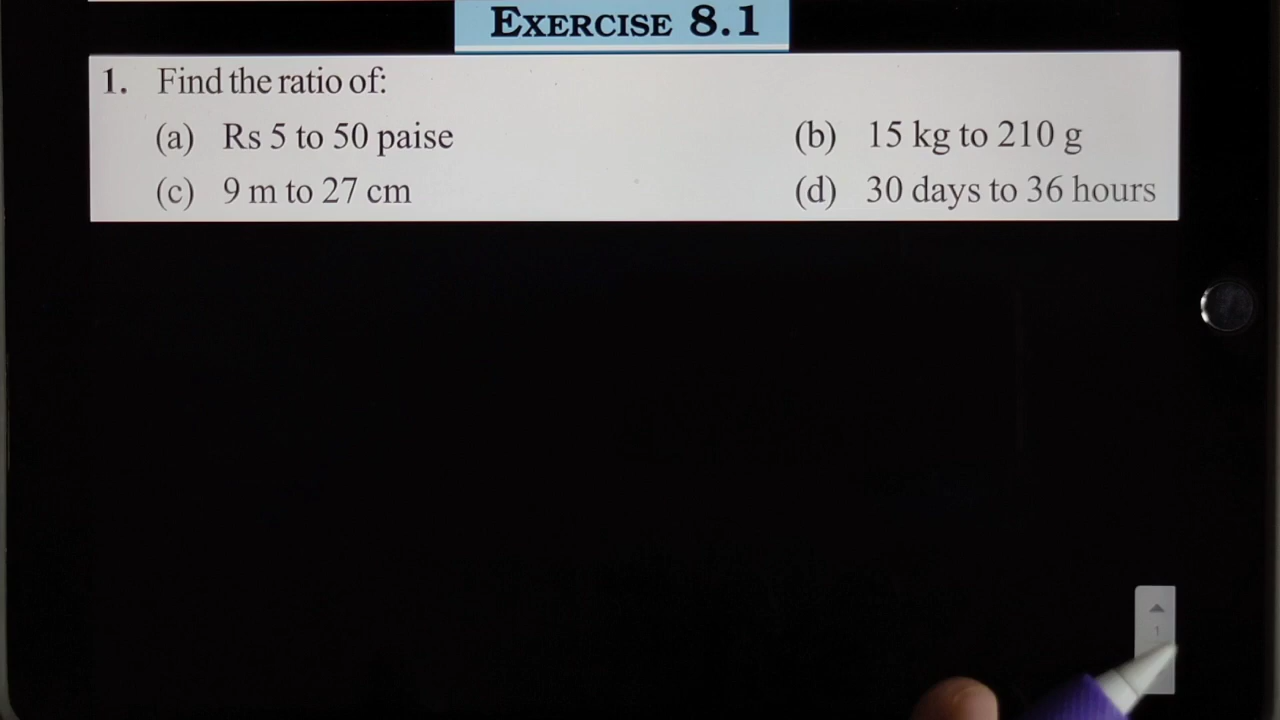 EXERCISE 8.1
1. Find the ratio of:
(a) Rs 5 to 50 paise (b) 15 kg to 210 g
(c) 9 m to 27 cm (d) 30 days to 36 hours
1